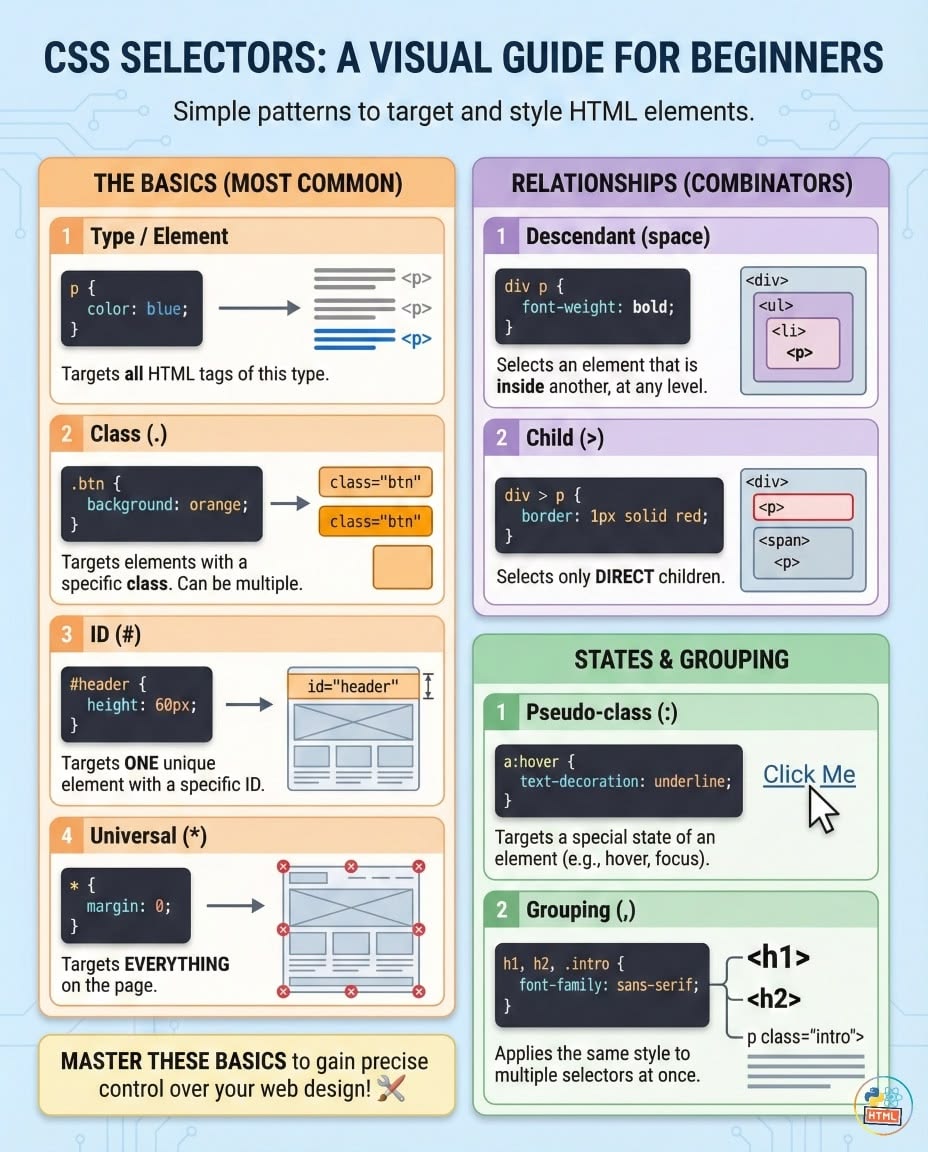 CSS SELECTORS: A VISUAL GUIDE FOR BEGINNERS
Simple patterns to target and style HTML elements.
THE BASICS (MOST COMMON)
1 Type / Element
p {
color: blue;
}
<p>
<p>
<p>
Targets all HTML tags of this type.
2 Class (.)
.btn {
background: orange;
}
class="btn"
class="btn"
Targets elements with a
specific class. Can be multiple.
3 ID (#)
#header {
height: 60px;
}
id="header"
Targets ONE unique
element with a specific ID.
4 Universal (*)
* {
margin: 0;
}
Targets EVERYTHING
on the page.
MASTER THESE BASICS to gain precise
control over your web design!
RELATIONSHIPS (COMBINATORS)
1 Descendant (space)
div p {
font-weight: bold;
}
<div>
<ul>
<li>
<p>
Selects an element that is
inside another, at any level.
2 Child (>)
div > p {
border: 1px solid red;
}
<div>
<p>
<span>
<p>
Selects only DIRECT children.
STATES & GROUPING
1 Pseudo-class (:)
a:hover {
text-decoration: underline;
}
Click Me
Targets a special state of an
element (e.g., hover, focus).
2 Grouping (,)
h1, h2, .intro {
font-family: sans-serif;
}
<h1>
<h2>
p class="intro">
Applies the same style to
multiple selectors at once.
HTML